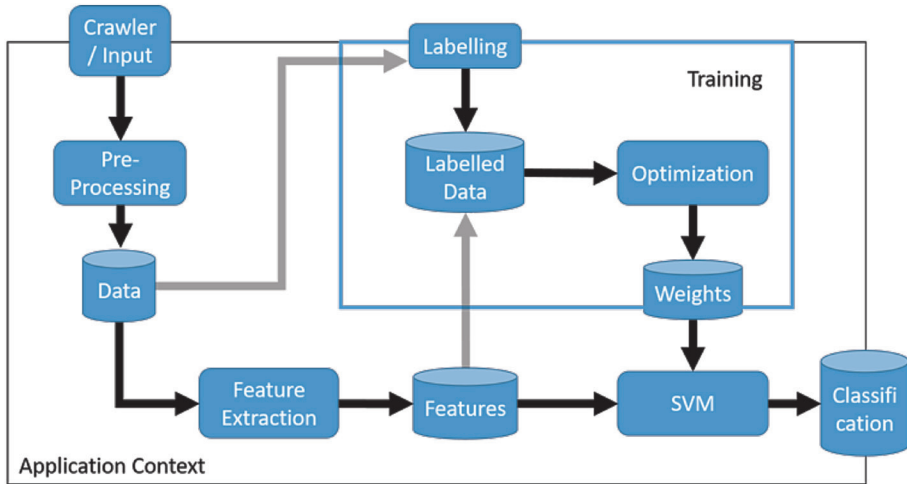 Crawler
/ Input
Labelling
Training
Pre-
Processing
Labelled
Data
Optimization
Data
Weights
Feature
Extraction
Features
SVM
Classifi
cation
Application Context